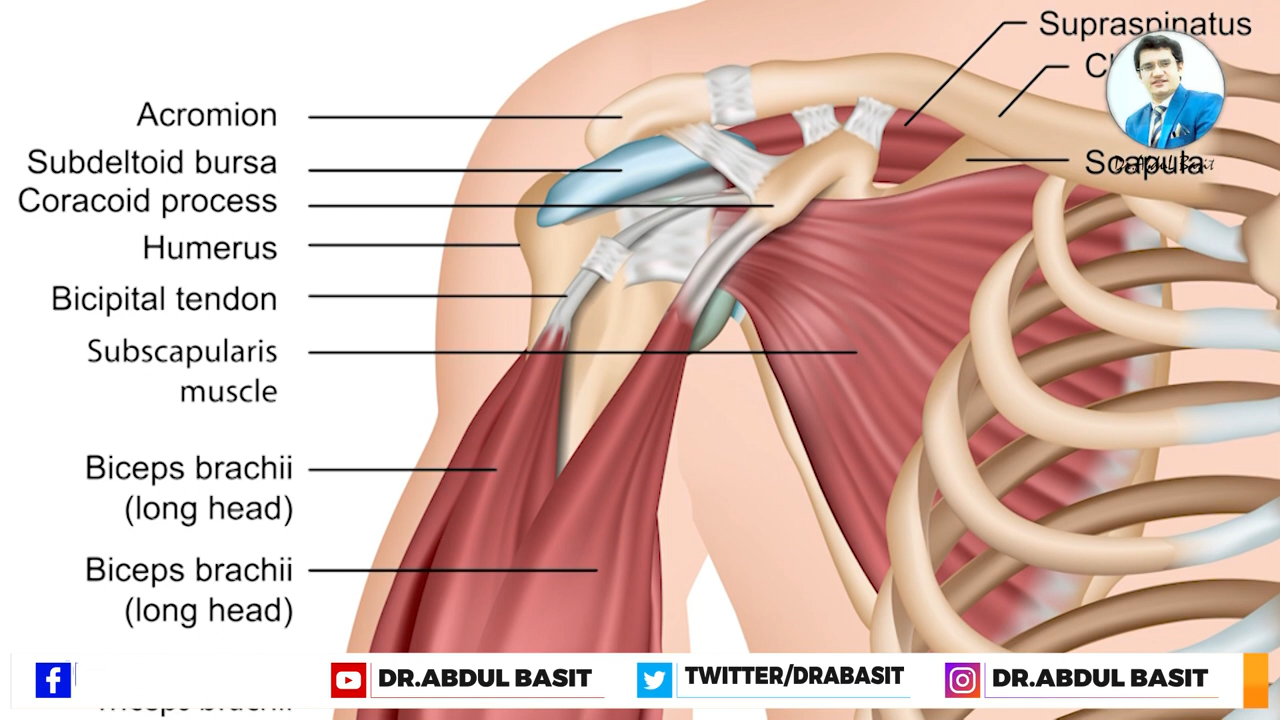 Supraspinatus
Acromion
Subdeltoid bursa
Scapula
Coracoid process
Humerus
Bicipital tendon
Subscapularis
muscle
Biceps brachii
(long head)
Biceps brachii
(long head)
DR.ABDUL BASIT
TWITTER/DRABASIT
DR.ABDUL BASIT